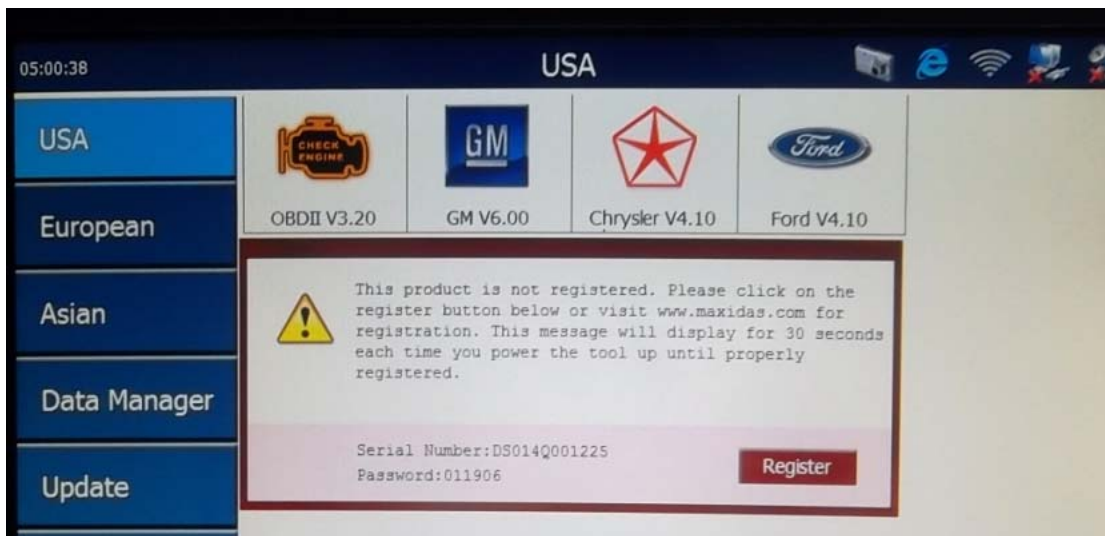 05:00:38
USA
USA
European
Asian
Data Manager
Update
CHECK
ENGINE
GM
Ford
OBDII V3.20
GM V6.00
Chrysler V4.10
Ford V4.10
This product is not registered. Please click on the
register button below or visit www.maxidas.com for
registration. This message will display for 30 seconds
each time you power the tool up until properly
registered.
Serial Number:DS014Q001225
Password:011906
Register